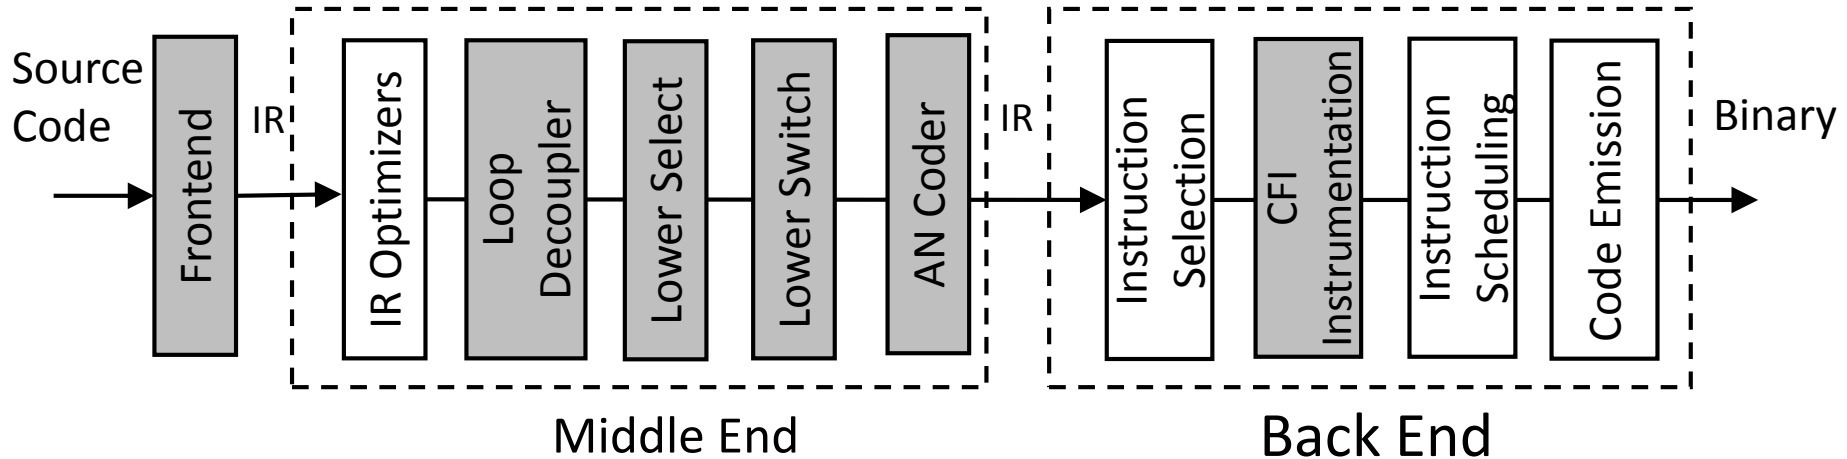 Source
Code
Frontend
IR
IR Optimizers
Loop
Decoupler
Lower Select
Lower Switch
AN Coder
IR
Instruction
Selection
CFI
Instrumentation
Instruction
Scheduling
Code Emission
Binary
Middle End
Back End